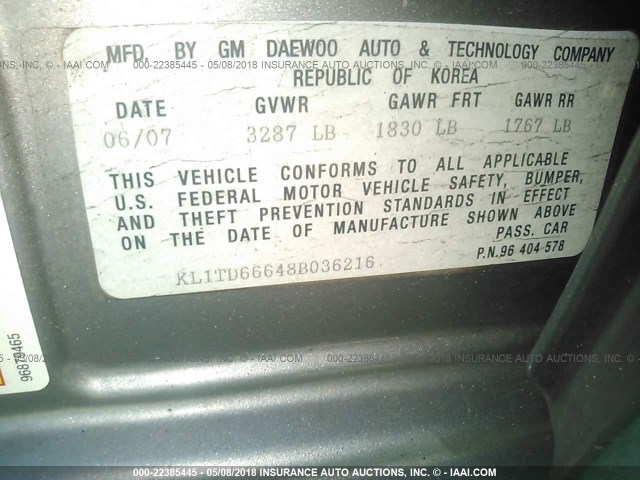 MFD. BY GM DAEWOO AUTO & TECHNOLOGY COMPANY
REPUBLIC OF KOREA
DATE GVWR GAWR FRT GAWR RR
06/07 3287 LB 1830 LB 1767 LB
THIS VEHICLE CONFORMS TO ALL APPLICABLE
U.S. FEDERAL MOTOR VEHICLE SAFETY, BUMPER,
AND THEFT PREVENTION STANDARDS IN EFFECT
ON THE DATE OF MANUFACTURE SHOWN ABOVE
PASS. CAR
P.N.96 404 578
KL1TD66648B036216
000-22385445 - 05/08/2018 INSURANCE AUTO AUCTIONS, INC. - © IAAI.COM